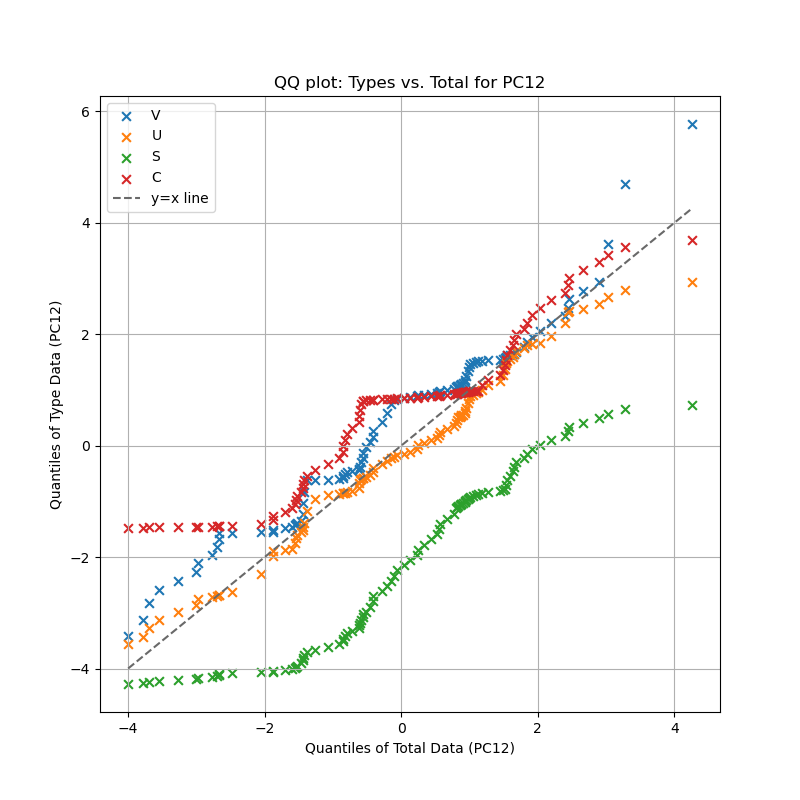 QQ plot: Types vs. Total for PC12
V
U
S
C
y=x line
6
4
2
0
−2
−4
Quantiles of Type Data (PC12)
−4
−2
0
2
4
Quantiles of Total Data (PC12)